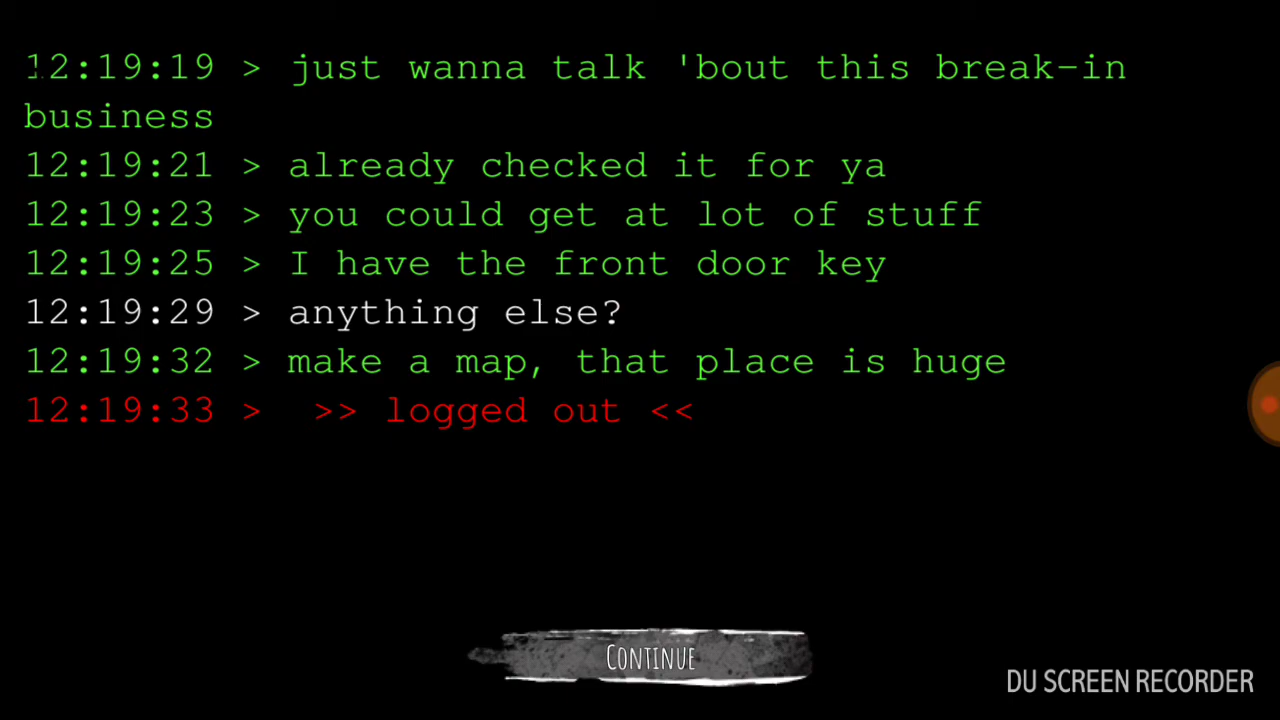 12:19:19 > just wanna talk 'bout this break-in
business
12:19:21 > already checked it for ya
12:19:23 > you could get at lot of stuff
12:19:25 > I have the front door key
12:19:29 > anything else?
12:19:32 > make a map, that place is huge
12:19:33 >  >> logged out <<
Continue
DU SCREEN RECORDER